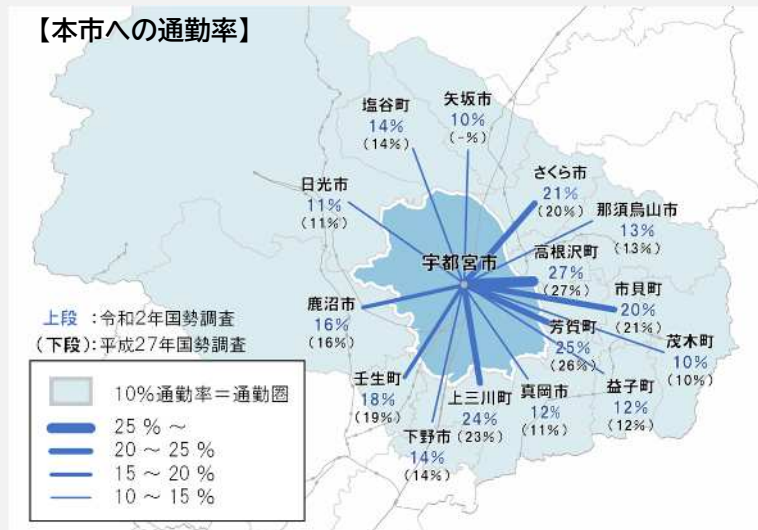 【本市への通勤率】
矢坂市
10%
(-%)
塩谷町
14%
(14%)
さくら市
21%
(20%)
日光市
11%
(11%)
那須烏山市
13%
(13%)
宇都宮市
高根沢町
27%
(27%)
市貝町
20%
(21%)
鹿沼市
16%
(16%)
芳賀町
25%
(26%)
茂木町
10%
(10%)
壬生町
18%
(19%)
上三川町
24%
(23%)
真岡市
12%
(11%)
益子町
12%
(12%)
下野市
14%
(14%)
上段 :令和2年国勢調査
(下段):平成27年国勢調査
10%通勤率=通勤圏
25 % ~
20 ~ 25 %
15 ~ 20 %
10 ~ 15 %